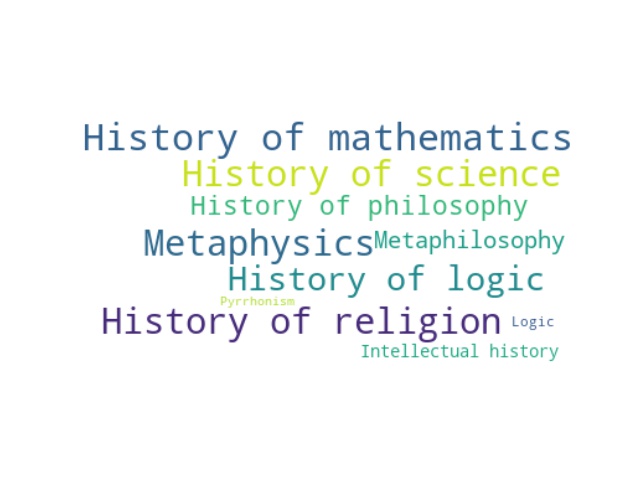 History of mathematics
History of science
History of philosophy
Metaphysics Metaphilosophy
History of logic
Pyrrhonism
History of religion Logic
Intellectual history